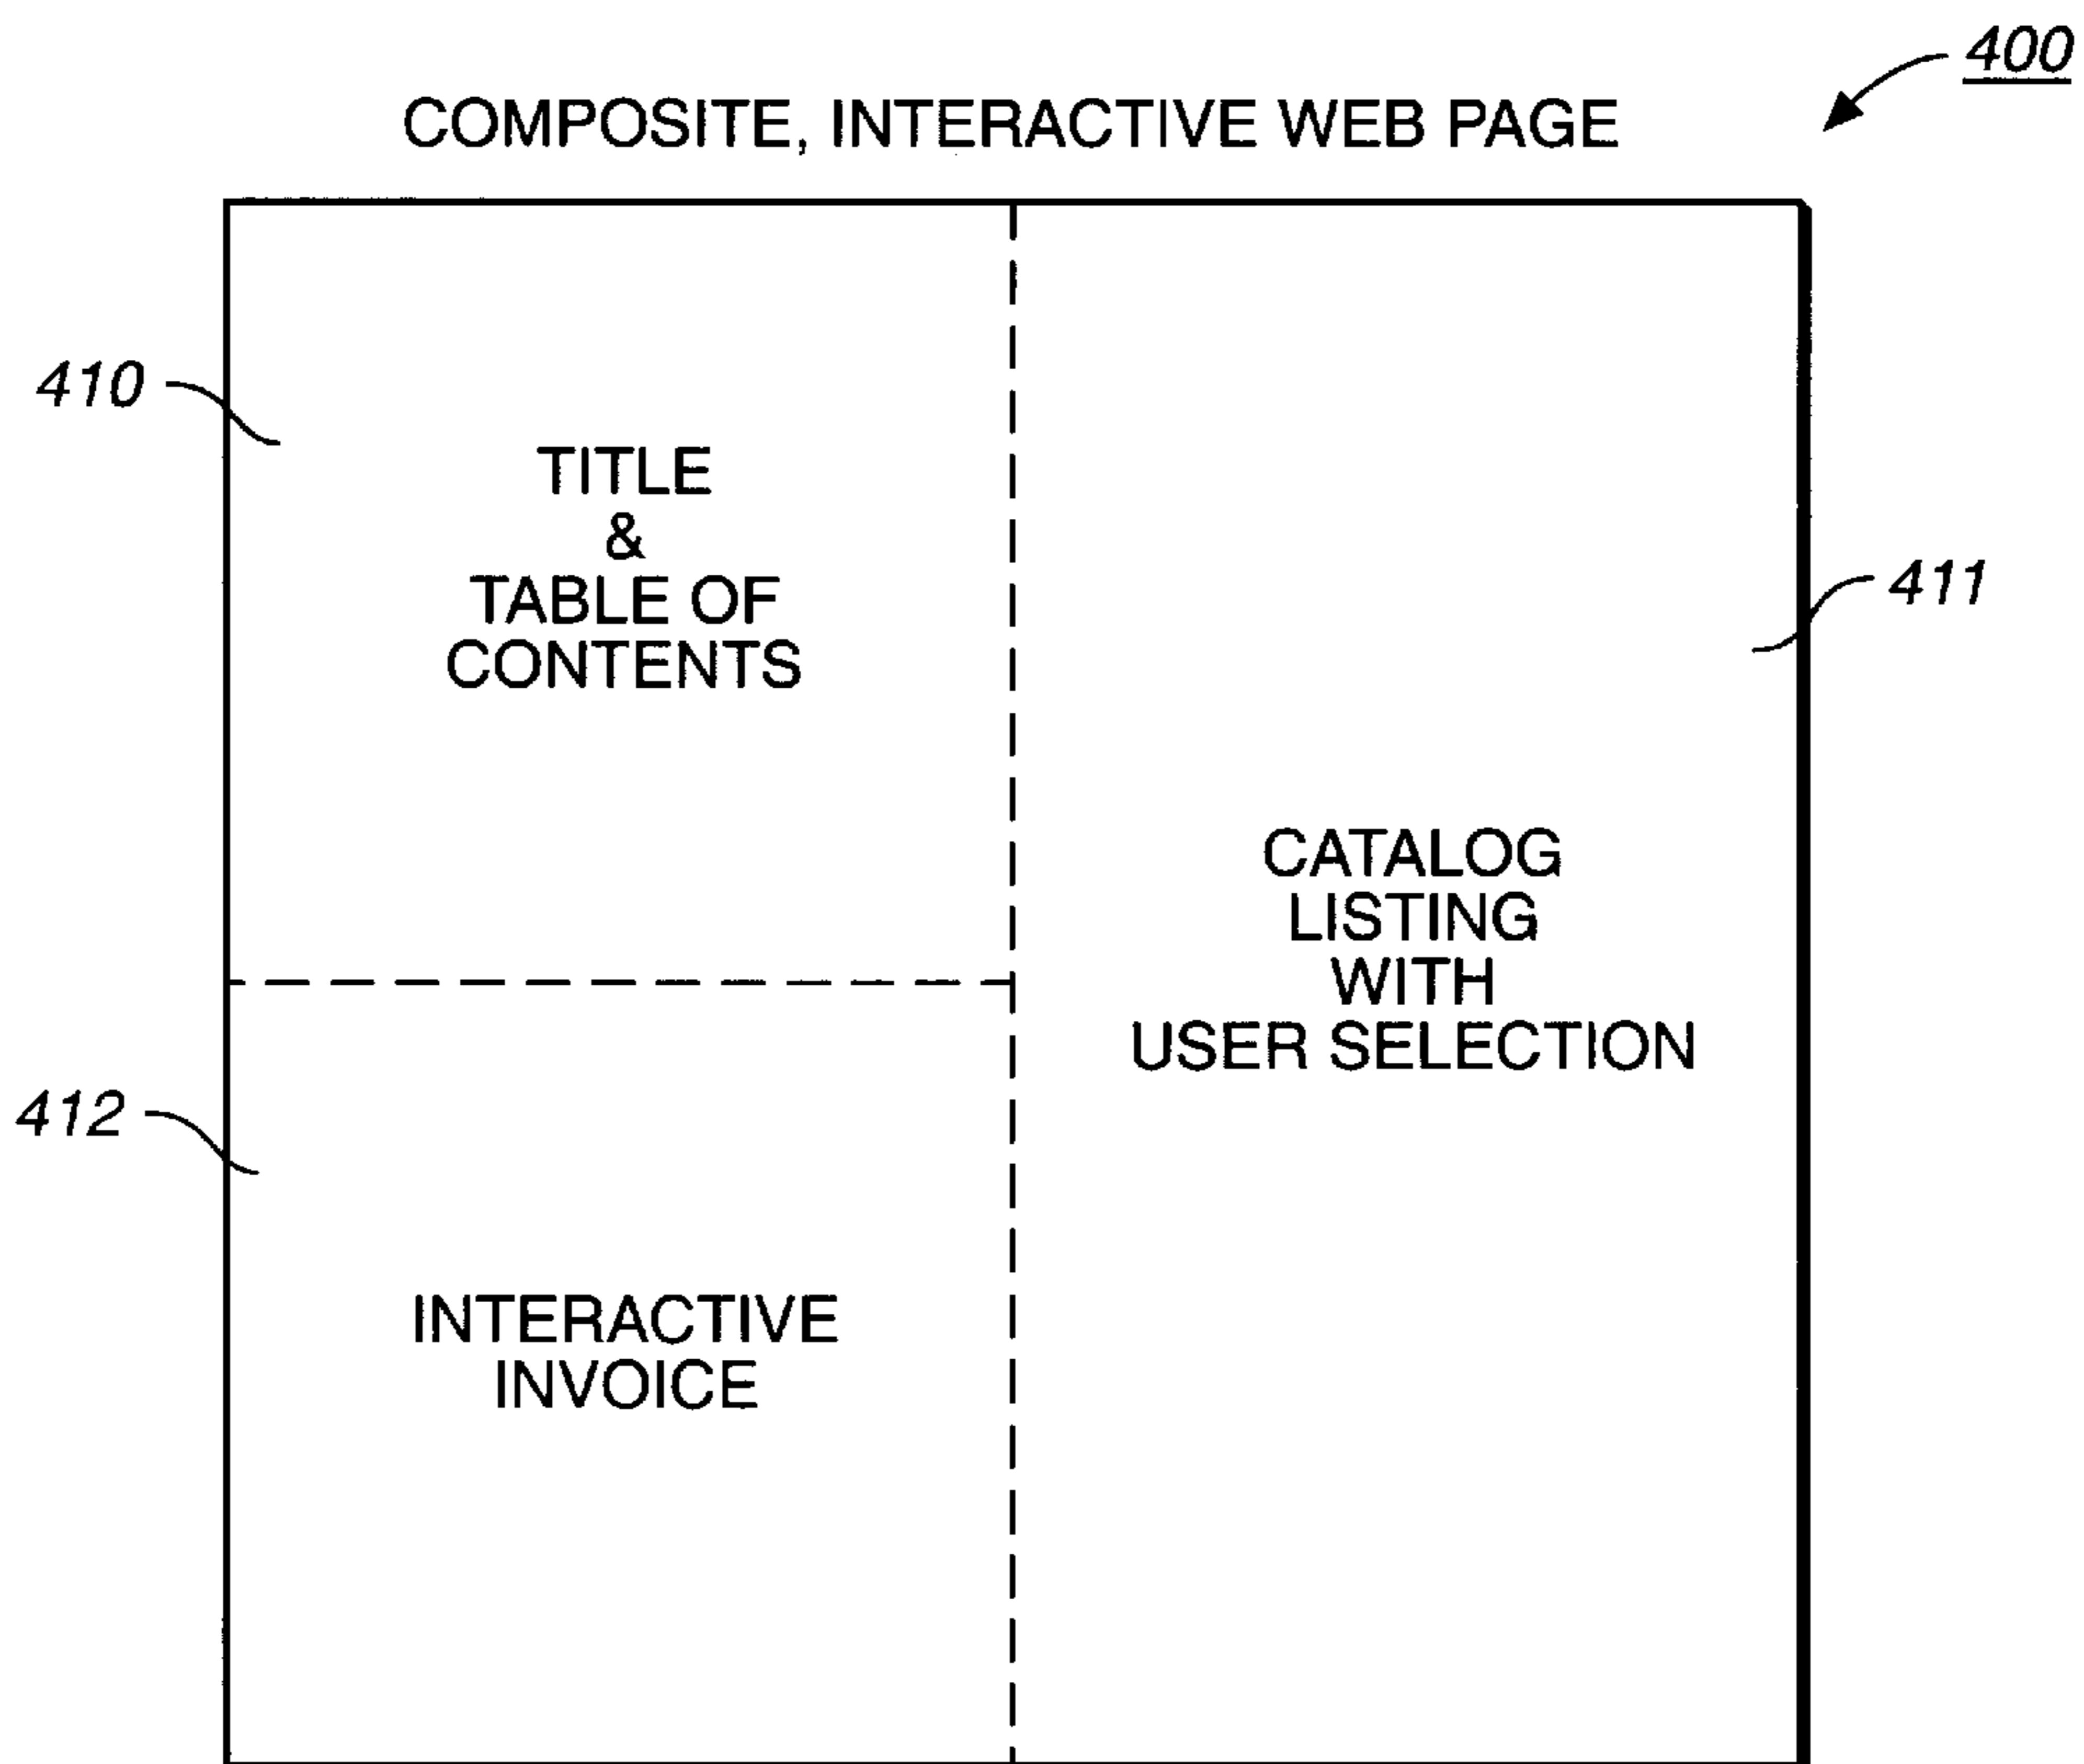 400
COMPOSITE, INTERACTIVE WEB PAGE
410
TITLE
&
TABLE OF
CONTENTS
411
CATALOG
LISTING
WITH
USER SELECTION
412
INTERACTIVE
INVOICE